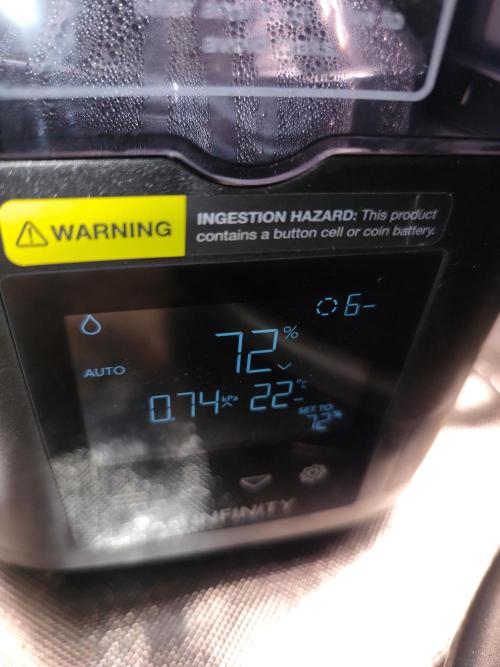 WARNING
INGESTION HAZARD: This product
contains a button cell or coin battery.
6-
72%
AUTO
0.74 kPa 22°C
SET TO
72%
INFINITY